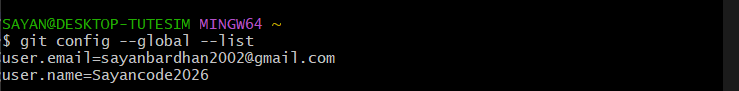 SAYAN@DESKTOP-TUTESIM MINGW64 ~
$ git config --global --list
user.email=sayanbardhan2002@gmail.com
user.name=Sayancode2026